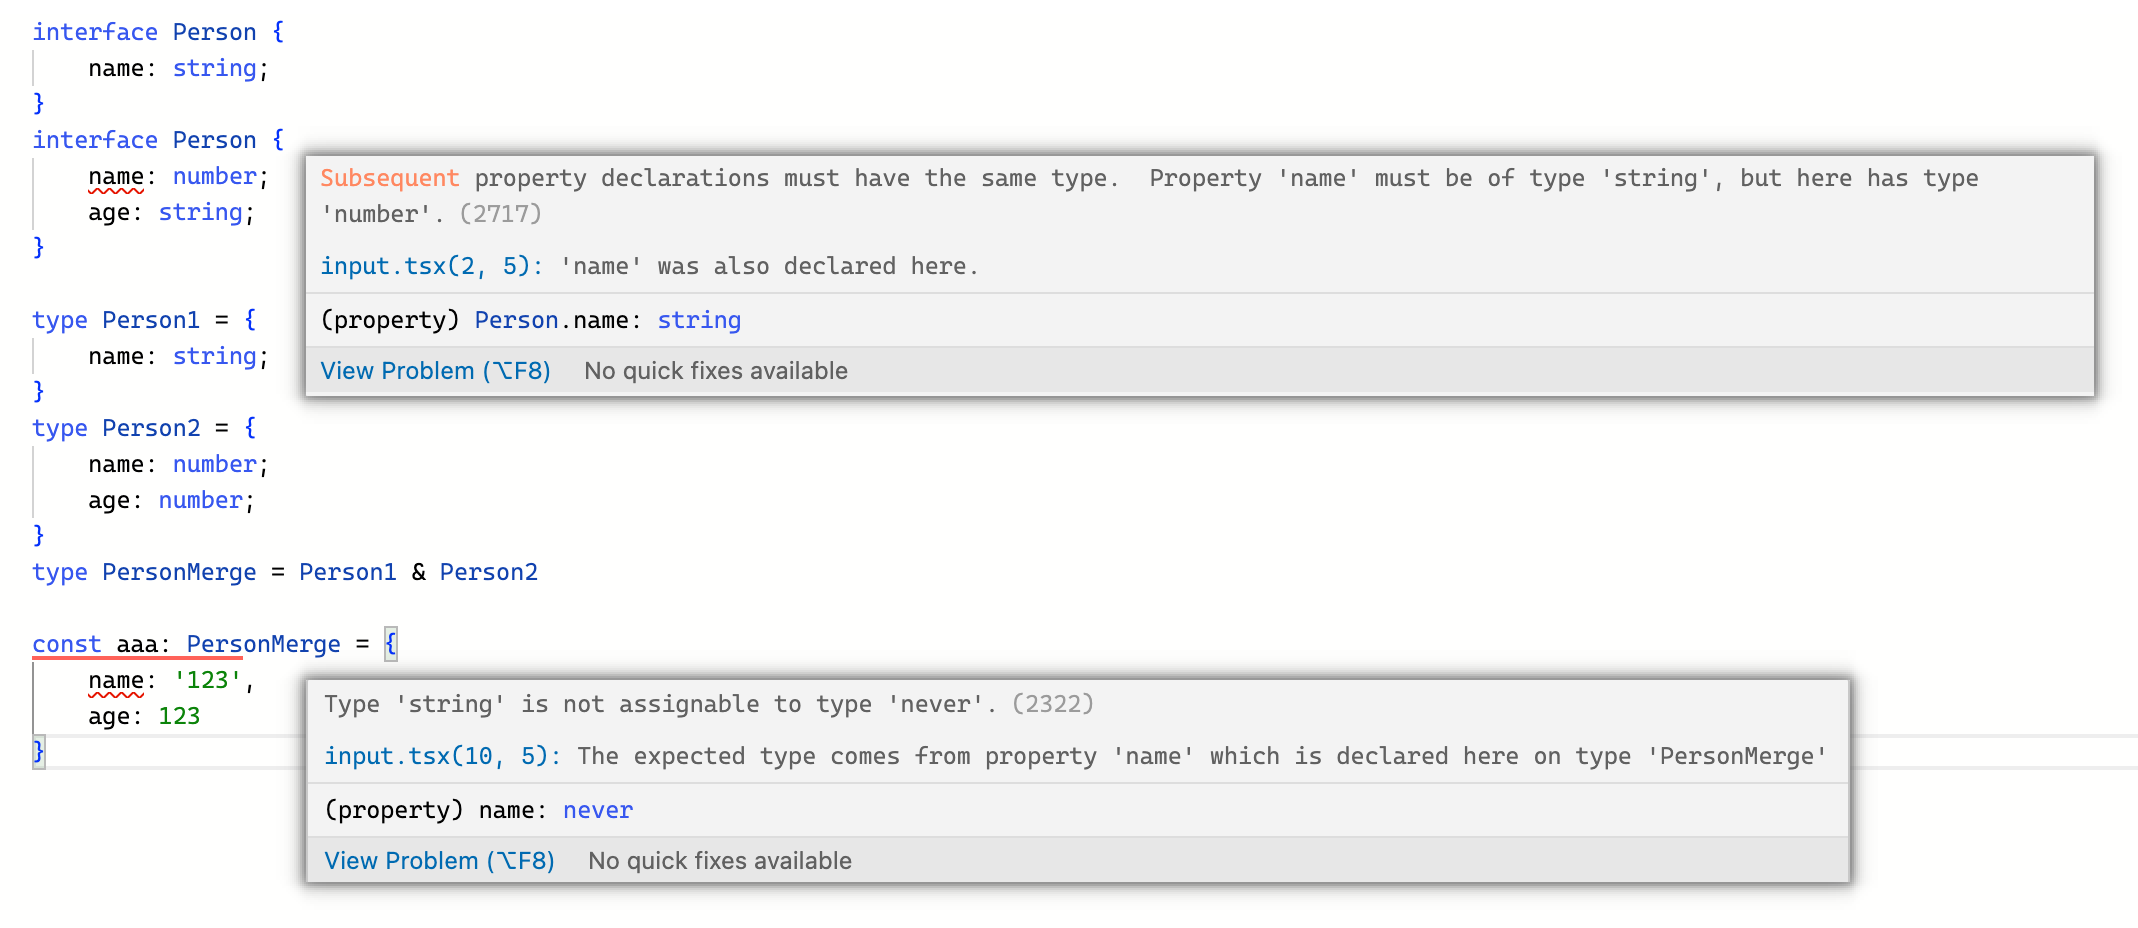 interface Person {
    name: string;
}
interface Person {
    name: number;
    age: string;
}
Subsequent property declarations must have the same type.  Property 'name' must be of type 'string', but here has type
'number'. (2717)
input.tsx(2, 5): 'name' was also declared here.
(property) Person.name: string
View Problem (⌥F8)   No quick fixes available
type Person1 = {
    name: string;
}
type Person2 = {
    name: number;
    age: number;
}
type PersonMerge = Person1 & Person2
const aaa: PersonMerge = {
    name: '123',
    age: 123
}
Type 'string' is not assignable to type 'never'. (2322)
input.tsx(10, 5): The expected type comes from property 'name' which is declared here on type 'PersonMerge'
(property) name: never
View Problem (⌥F8)   No quick fixes available